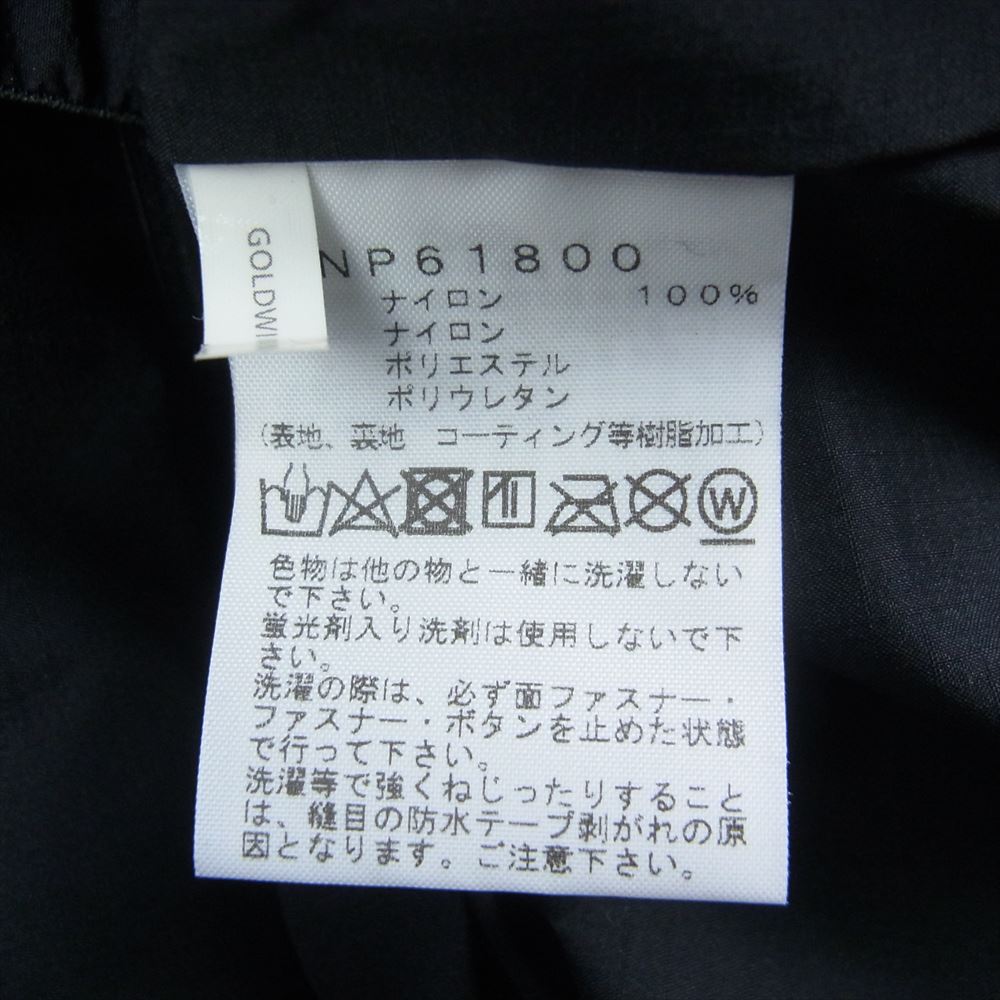 GOLDWI
NP61800
ナイロン 100%
ナイロン
ポリエステル
ポリウレタン
(表地、裏地 コーティング等樹脂加工)
W
色物は他の物と一緒に洗濯しない
で下さい。
蛍光剤入り洗剤は使用しないで下
さい。
洗濯の際は、必ず面ファスナー・
ファスナー・ボタンを止めた状態
で行って下さい。
洗濯等で強くねじったりすること
は、縫目の防水テープ剥がれの原
因となります。ご注意下さい。